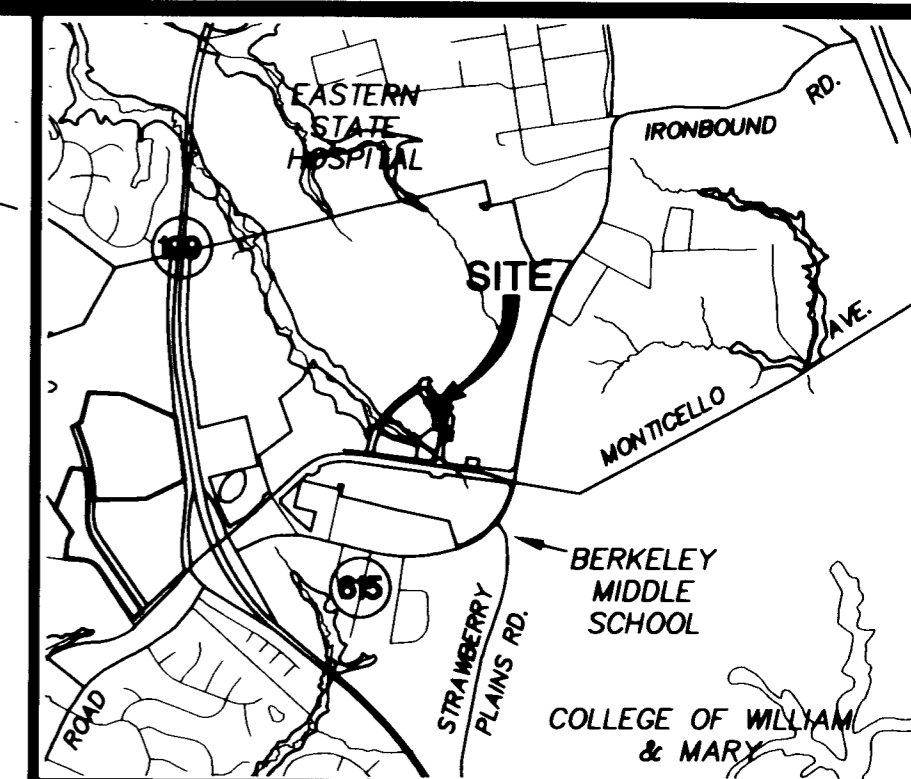 EASTERN
STATE
HOSPITAL
IRONBOUND RD.
199
SITE
MONTICELLO AVE.
BERKELEY
MIDDLE
SCHOOL
615
STRAWBERRY
PLAINS RD.
ROAD
COLLEGE OF WILLIAM
& MARY